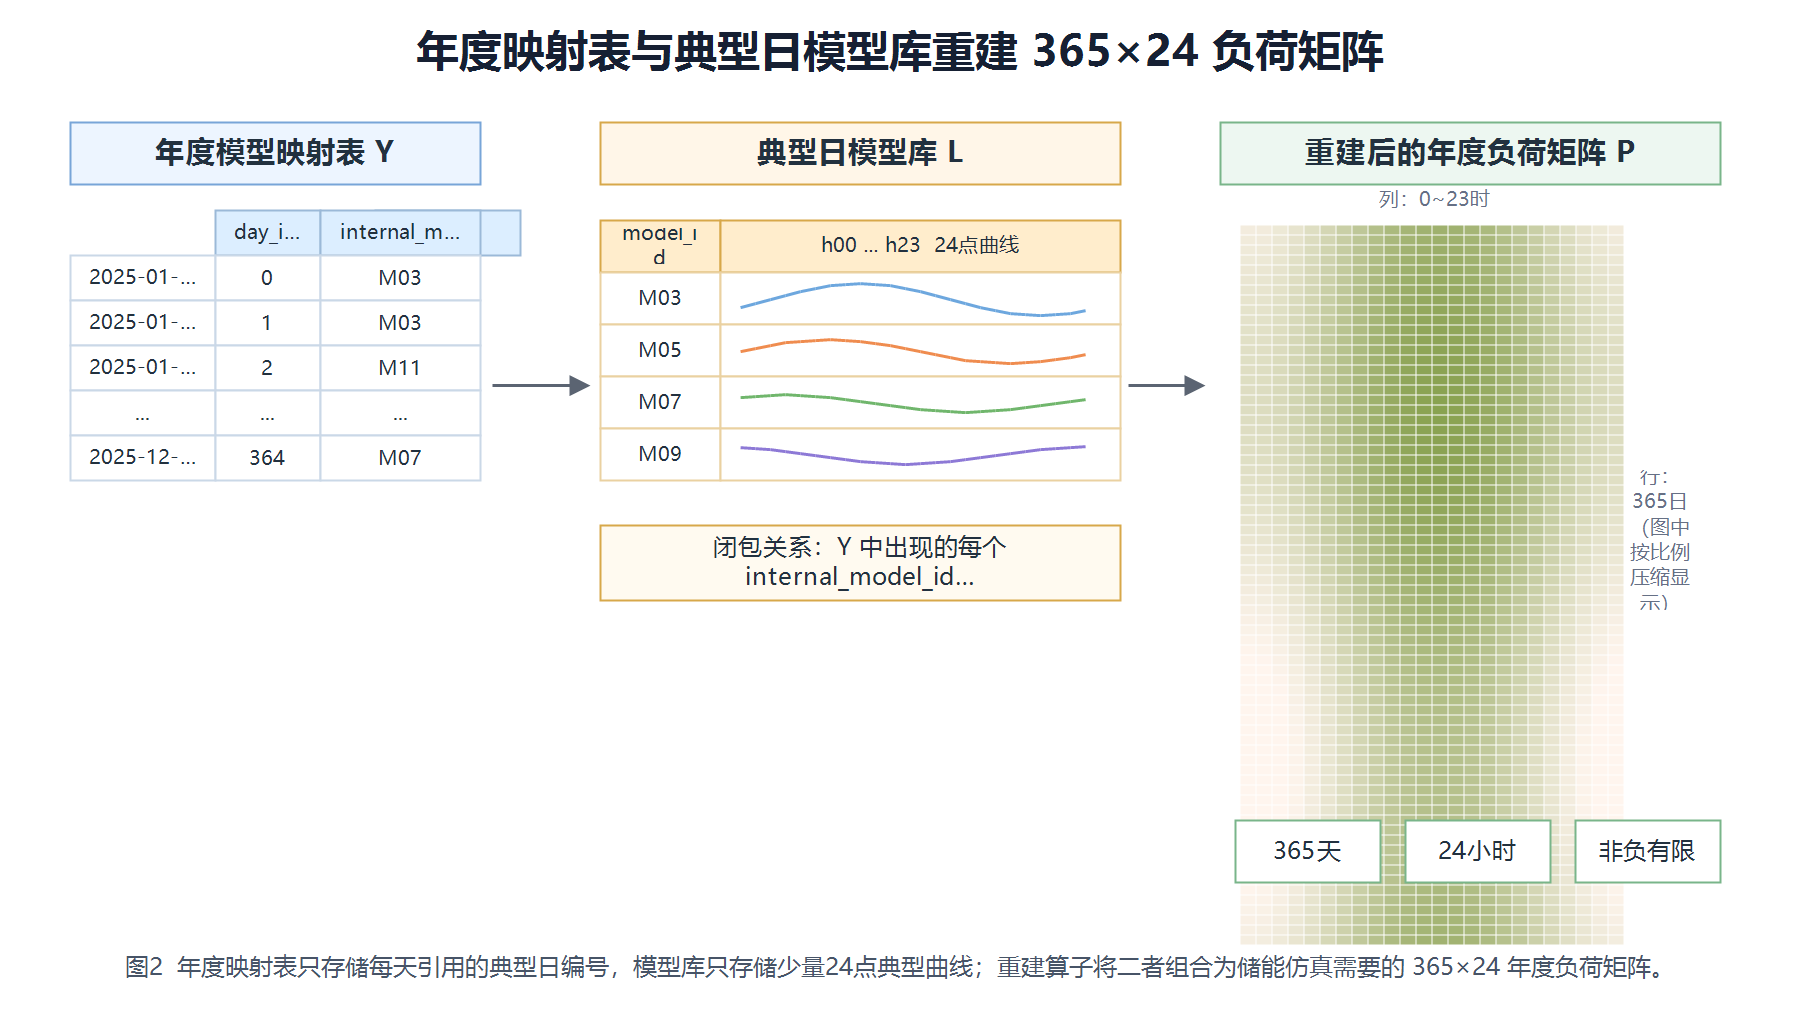 年度映射表与典型日模型库重建 365×24 负荷矩阵
年度模型映射表 Y
day_i... internal_m...
2025-01-... 0 M03
2025-01-... 1 M03
2025-01-... 2 M11
... ... ...
2025-12-... 364 M07
典型日模型库 L
model_i
d
h00 ... h23 24点曲线
M03
M05
M07
M09
闭包关系：Y 中出现的每个
internal_model_id...
重建后的年度负荷矩阵 P
列：0~23时
行：
365日
（图中
按比例
压缩显
示）
365天
24小时
非负有限
图2 年度映射表只存储每天引用的典型日编号，模型库只存储少量24点典型曲线；重建算子将二者组合为储能仿真需要的 365×24 年度负荷矩阵。